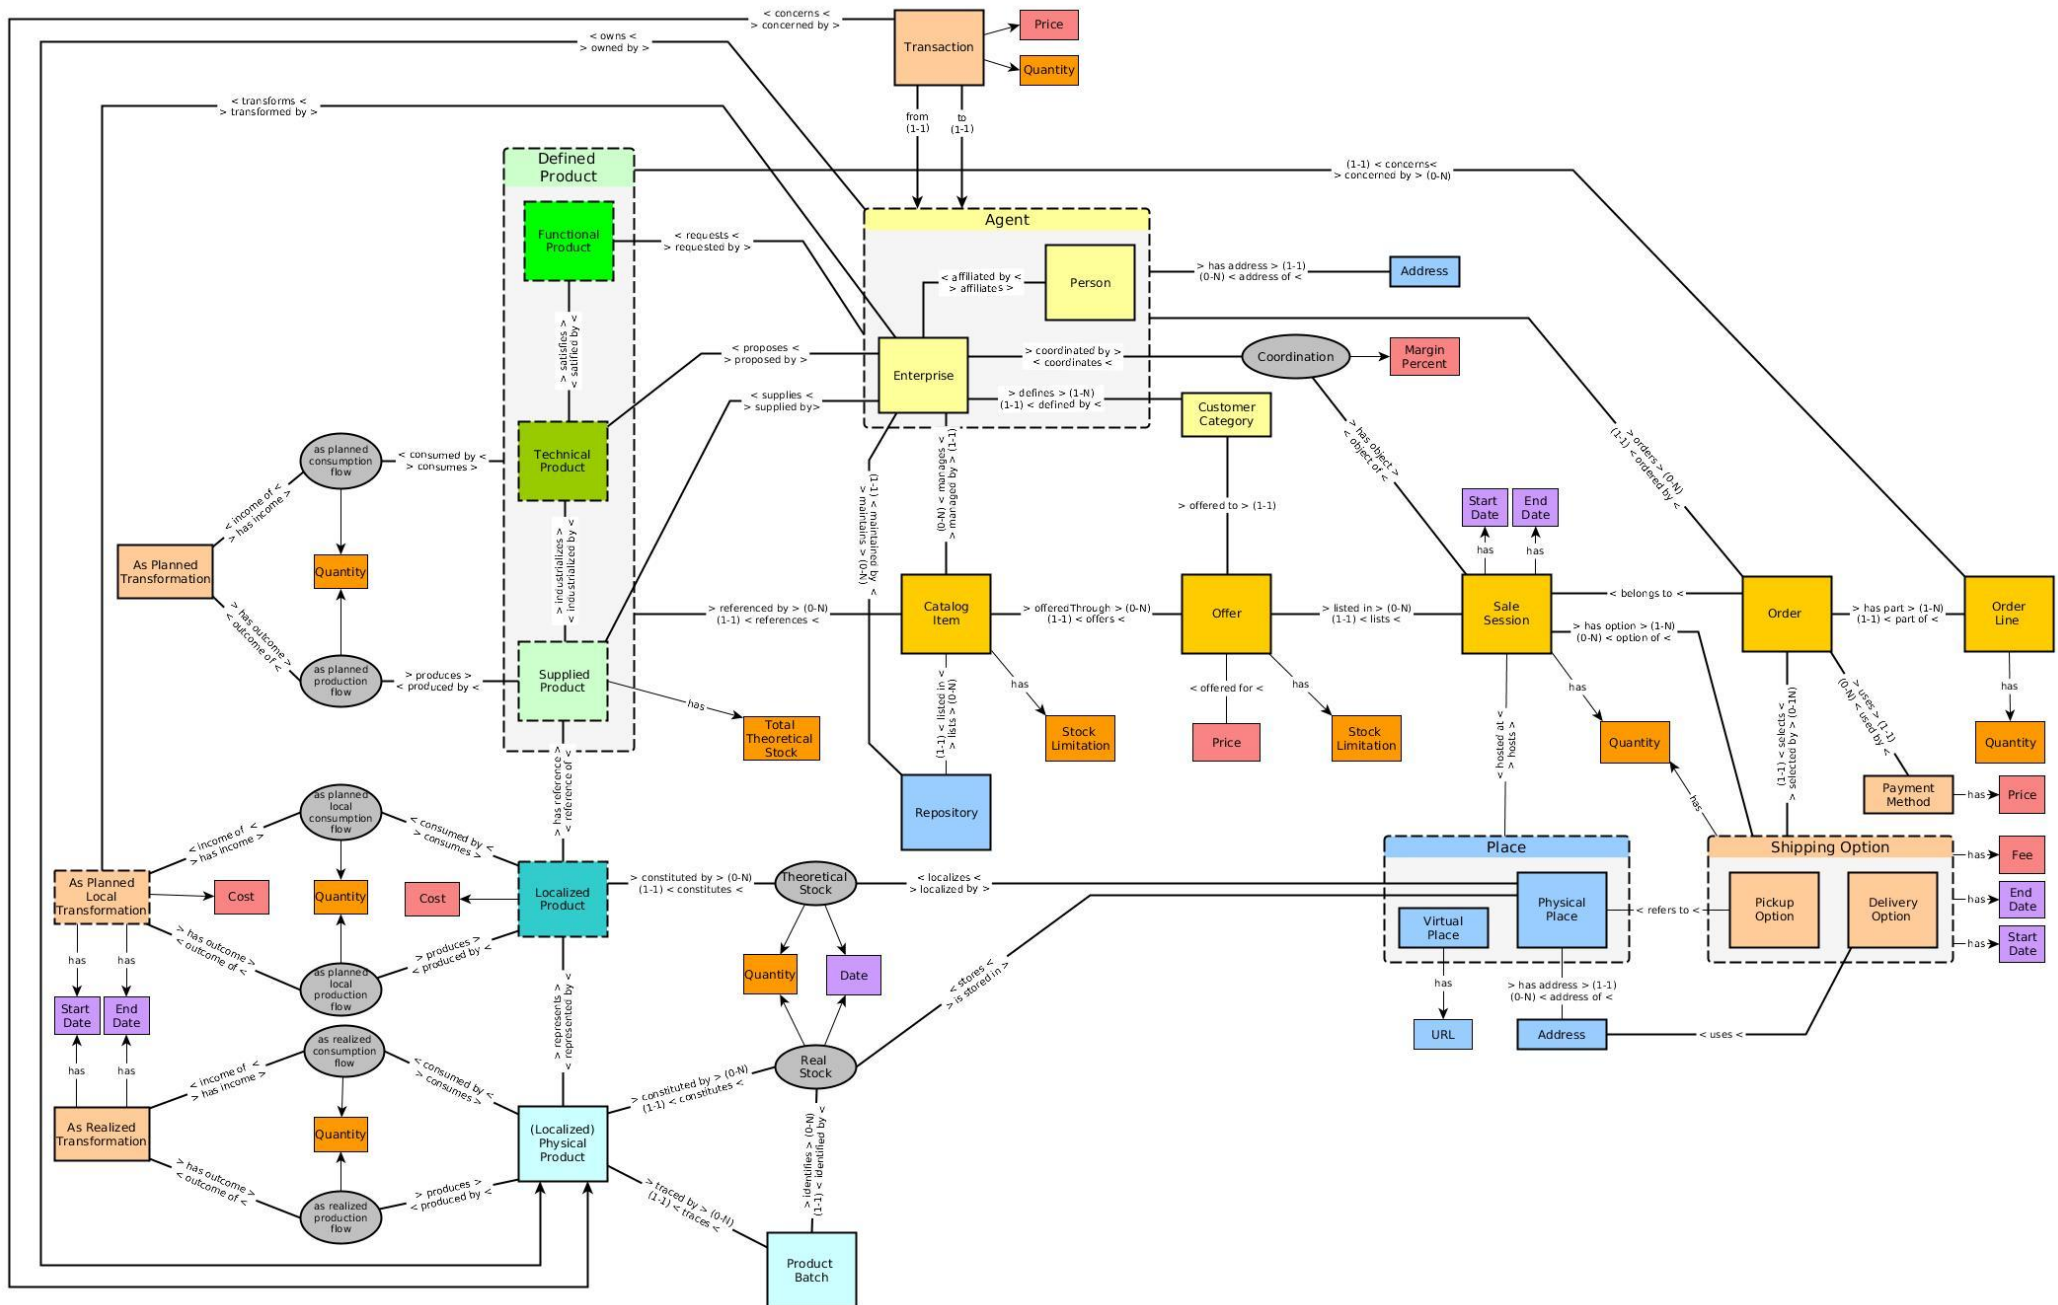 < concerns <
> concerned by >
Transaction
Price
Quantity
< owns <
> owned by >
< transforms <
> transformed by >
from
(1-1)
to
(1-1)
Defined
Product
(1-1) < concerns<
> concerned by > (0-N)
Functional
Product
< requests <
> requested by >
Agent
< affiliated by <
> affiliates >
Person
> has address > (1-1)
(0-N) < address of <
Address
> satisfies >
< satified by <
< proposes <
> proposed by >
Enterprise
> coordinated by >
< coordinates <
Coordination
Margin
Percent
< supplies <
> supplied by>
> defines > (1-N)
(1-1) < defined by <
Customer
Category
as planned
consumption
flow
< consumed by <
> consumes >
Technical
Product
(1-1) < maintained by <
> maintains > (0-N)
(0-N) < manages <
> managed by < (1-1)
> offered to > (1-1)
> has object >
< object of <
> orders > (0-N)
(1-1) < ordered by <
Start
Date
End
Date
has
has
< income of <
> has income >
As Planned
Transformation
Quantity
> industrializes >
< industrialized by <
> has outcome >
< outcome of <
> referenced by > (0-N)
(1-1) < references <
Catalog
Item
> offeredThrough > (0-N)
(1-1) < offers <
Offer
> listed in > (0-N)
(1-1) < lists <
Sale
Session
< belongs to <
> has option > (1-N)
(0-N) < option of <
Order
> has part > (1-N)
(1-1) < part of <
Order
Line
as planned
production
flow
> produces >
< produced by <
Supplied
Product
has
Total
Theoretical
Stock
(1-1) < listed in <
> lists > (0-N)
has
Stock
Limitation
< offered for <
Price
has
Stock
Limitation
< hosted at <
> hosts >
has
Quantity
has
(1-1) < selects <
> selected by > (0-1N)
> uses > (1-1)
(0-N) < used by <
has
Quantity
Payment
Method
has
Price
> has reference >
< reference of <
Repository
as planned
local
consumption
flow
< income of <
> has income >
< consumed by <
> consumes >
As Planned
Local
Transformation
Cost
Quantity
Cost
Localized
Product
> constituted by > (0-N)
(1-1) < constitutes <
Theoretical
Stock
< localizes <
> localized by >
Place
Virtual
Place
Physical
Place
< refers to <
Shipping Option
Pickup
Option
Delivery
Option
has
Fee
has
End
Date
has
Start
Date
> has outcome >
< outcome of <
> produces >
< produced by <
as planned
local
production
flow
has
has
Start
Date
End
Date
has
has
Quantity
Date
< stores <
> is stored in >
has
URL
> has address > (1-1)
(0-N) < address of <
Address
< uses <
> represents >
< represented by <
as realized
consumption
flow
< income of <
> has income >
< consumed by <
> consumes >
Real
Stock
> constituted by > (0-N)
(1-1) < constitutes <
As Realized
Transformation
Quantity
(Localized)
Physical
Product
> identifies > (0-N)
(1-1) < identified by <
> has outcome >
< outcome of <
as realized
production
flow
> produces >
< produced by <
> traced by > (0-N)
(1-1) < traces <
Product
Batch